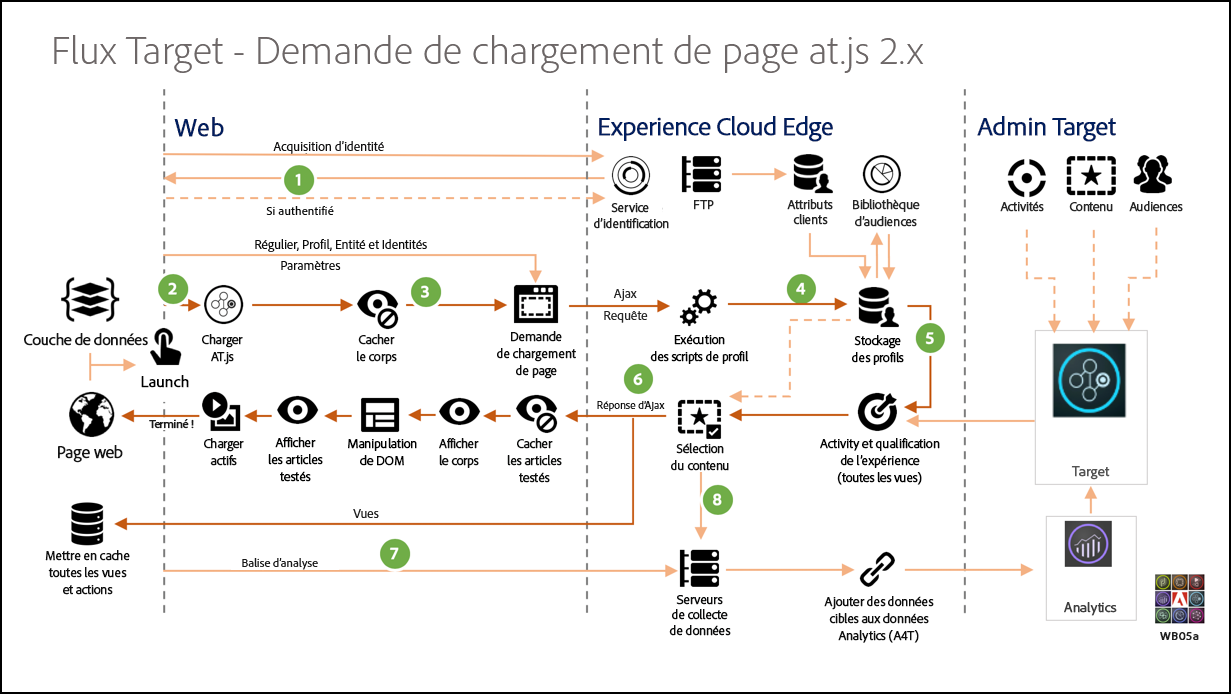 Flux Target - Demande de chargement de page at.js 2.x
Web
Experience Cloud Edge
Admin Target
Acquisition d'identité
1
Si authentifié
Service
d'identification
FTP
Attributs
clients
Bibliothèque
d'audiences
Activités
Contenu
Audiences
Régulier, Profil, Entité et Identités
Paramètres
2
3
4
5
Couche de données
Launch
Charger
AT.js
Cacher
le corps
Demande
de chargement
de page
Ajax
Requête
Exécution
des scripts de profil
Stockage
des profils
6
Réponse d'Ajax
Page web
Terminé !
Charger
actifs
Afficher
les articles
testés
Manipulation
de DOM
Afficher
le corps
Cacher
les articles
testés
Sélection
du contenu
Activity et qualification
de l'expérience
(toutes les vues)
Target
8
Vues
Mettre en cache
toutes les vues
et actions
Balise d'analyse
7
Serveurs
de collecte
de données
Ajouter des données
cibles aux données
Analytics (A4T)
Analytics
WB05a